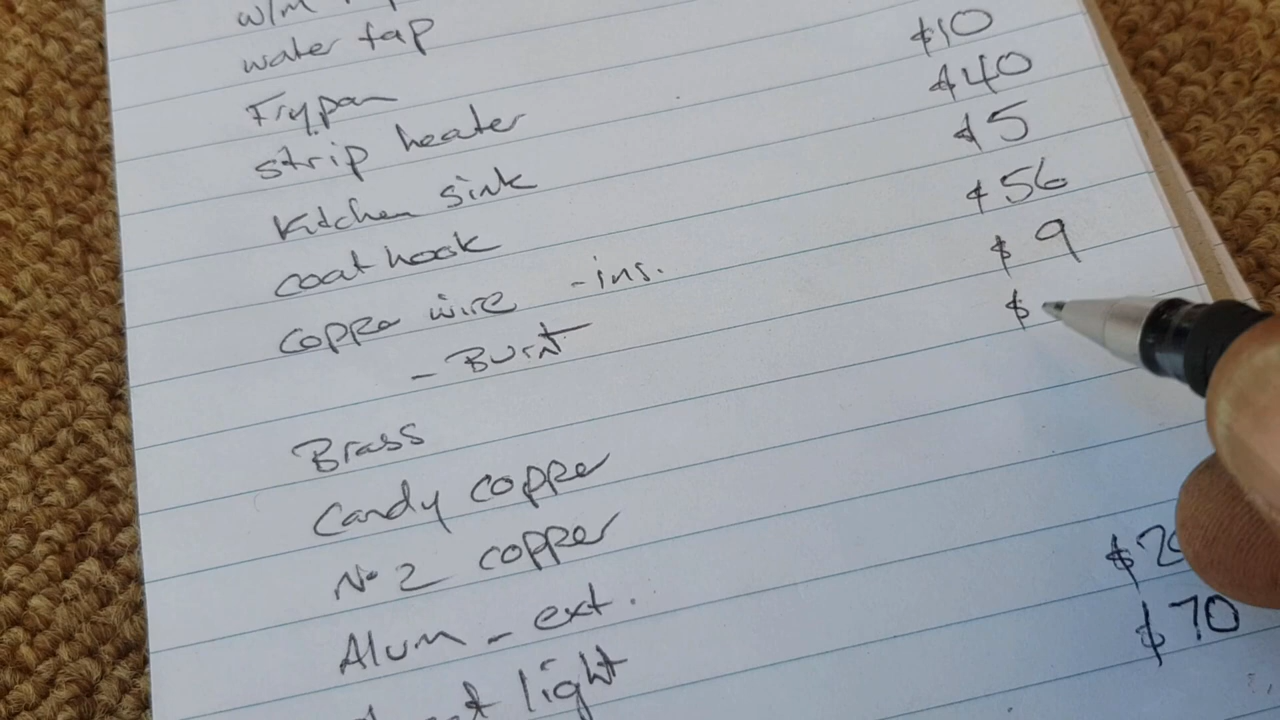 w/m
water tap
Frypan
strip heater $10
Kitchen sink $40
coat hook $5
copper wire - ins. $56
- Burnt $9
Brass $
Candy copper
No 2 copper
Alum - ext.
light $2
$70